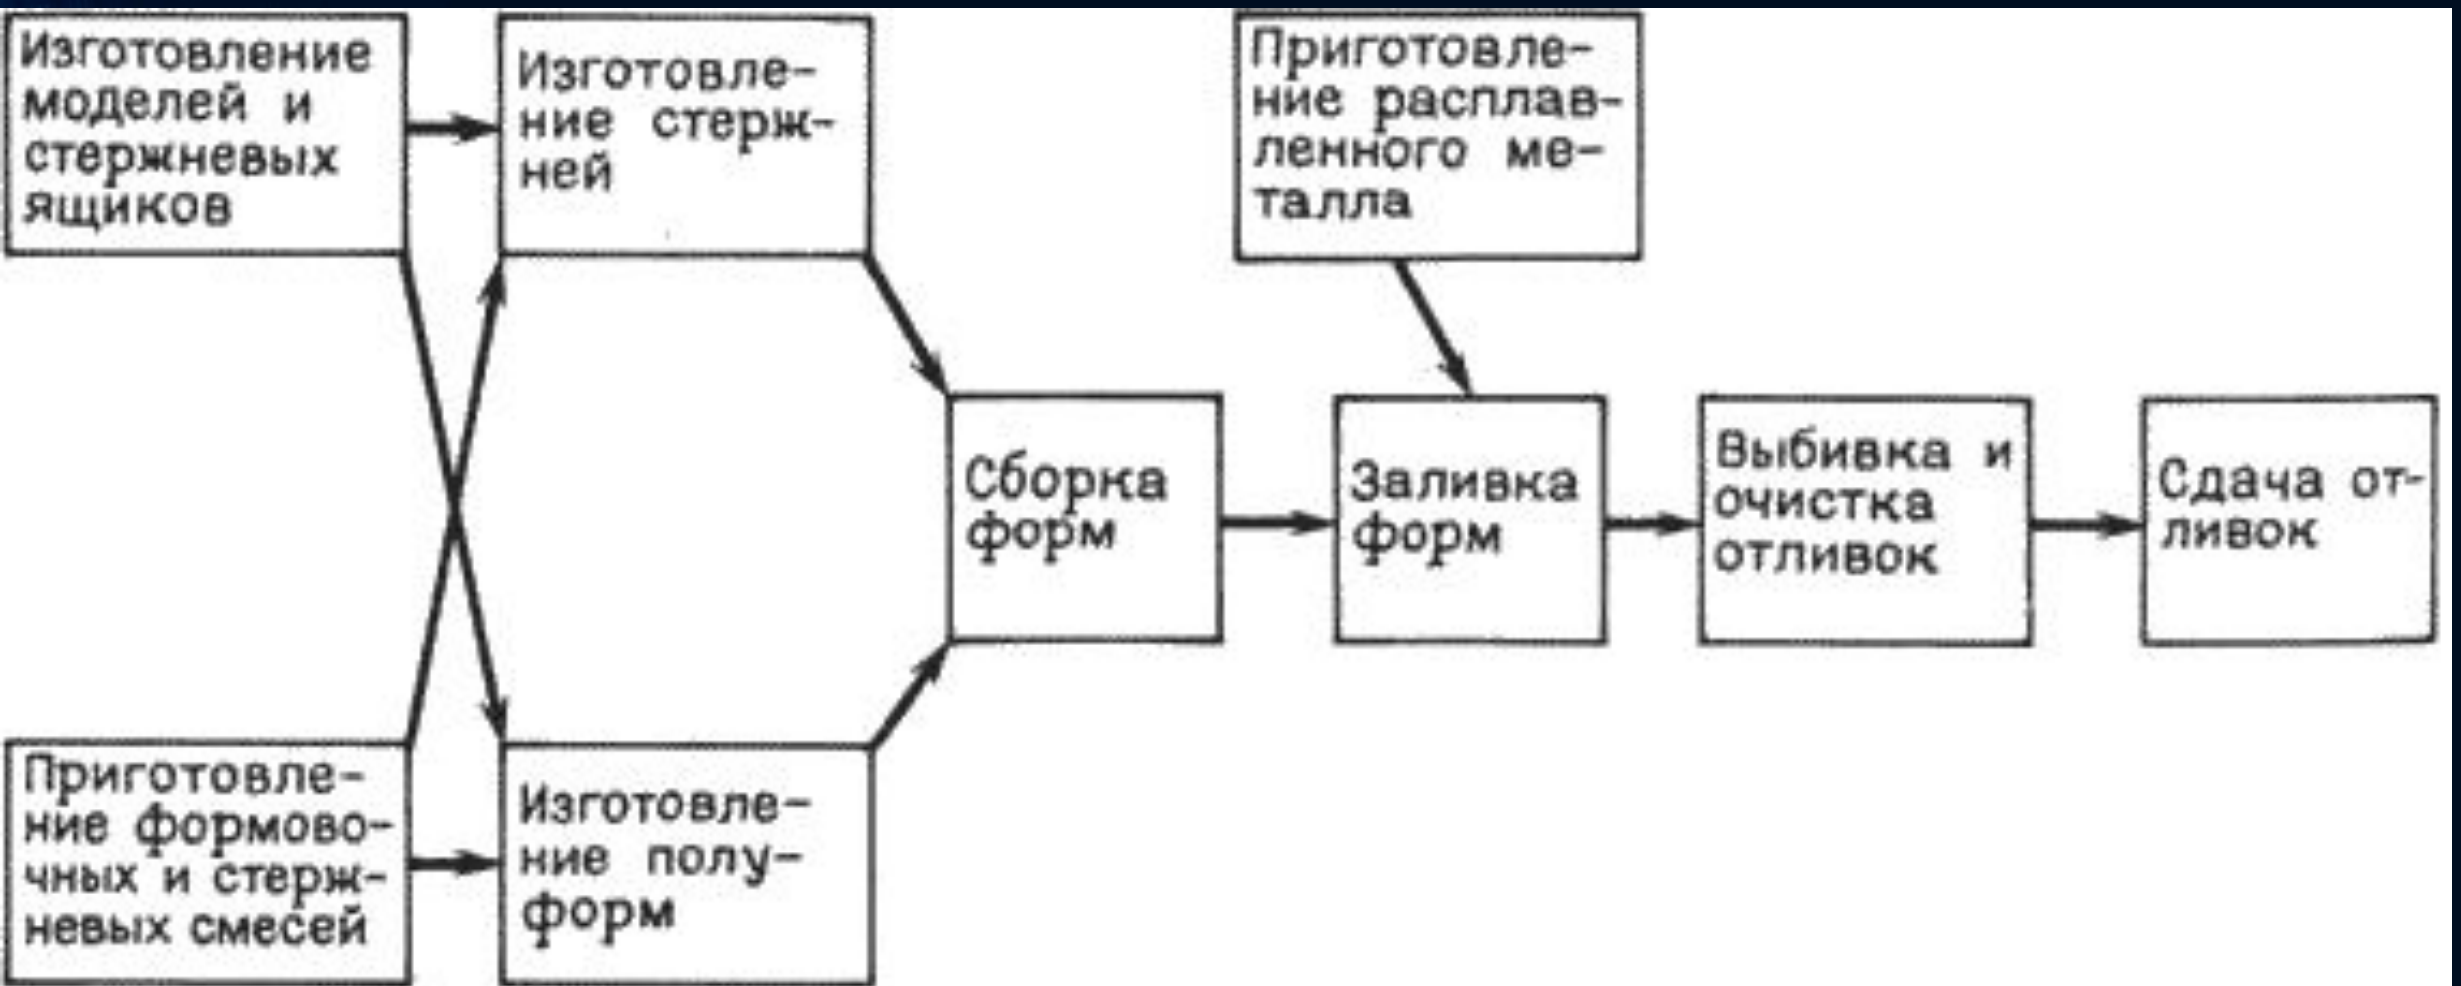 Изготовление
моделей и
стержневых
ящиков
Изготовле-
ние стерж-
ней
Приготовле-
ние расплав-
ленного ме-
талла
Сборка
форм
Заливка
форм
Выбивка и
очистка
отливок
Сдача от-
ливок
Приготовле-
ние формово-
чных и стерж-
невых смесей
Изготовле-
ние полу-
форм